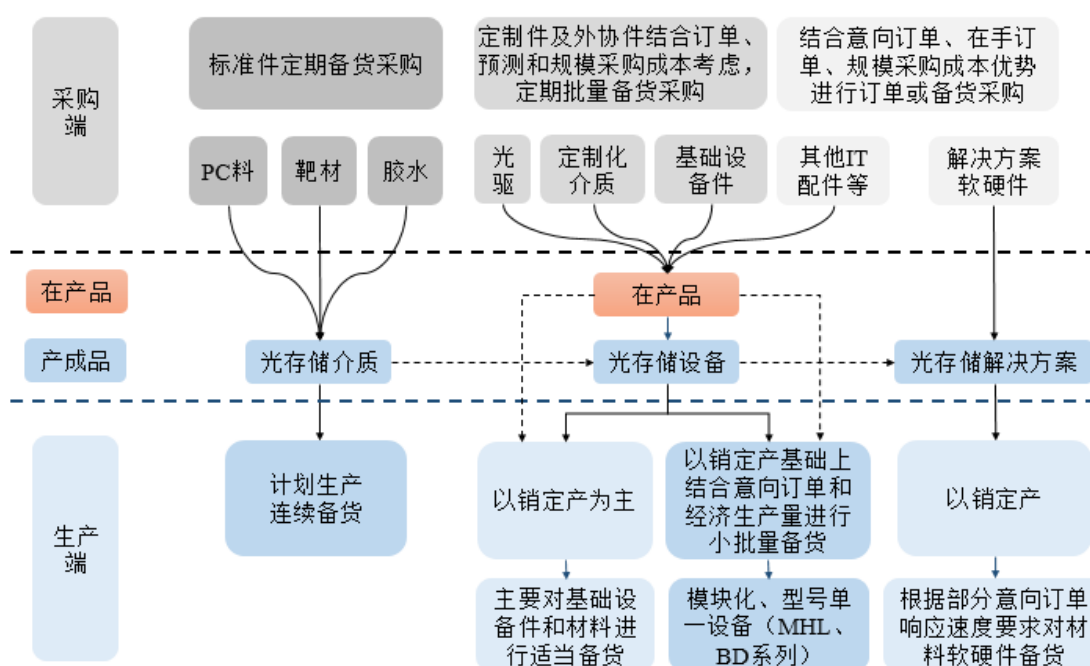 采购
端
标准件定期备货采购
定制件及外协件结合订单、
预测和规模采购成本考虑，
定期批量备货采购
结合意向订单、在手订
单、规模采购成本优势
进行订单或备货采购
PC料
靶材
胶水
光
驱
定制化
介质
基础设
备件
其他IT
配件等
解决方案
软硬件
在产品
在产品
产成品
光存储介质
光存储设备
光存储解决方案
生产
端
计划生产
连续备货
以销定产为主
以销定产基础上
结合意向订单和
经济生产量进行
小批量备货
以销定产
主要对基础设
备件和材料进
行适当备货
模块化、型号单
一设备（MHL、
BD系列）
根据部分意向订单
响应速度要求对材
料软硬件备货